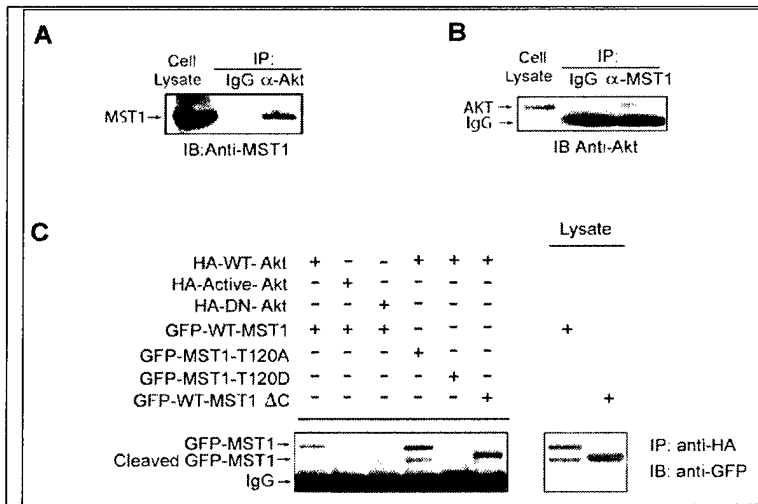 A
Cell Lysate
IP:
IgG α-Akt
MST1→
IB:Anti-MST1
B
Cell Lysate
IP:
IgG α-MST1
AKT→
IgG→
IB Anti-Akt
C
Lysate
HA-WT- Akt + – – + + +
HA-Active-Akt – + – – – –
HA-DN- Akt – – + – – –
GFP-WT-MST1 + + + – – – +
GFP-MST1-T120A – – – + – –
GFP-MST1-T120D – – – – + –
GFP-WT-MST1 ΔC – – – – – + +
GFP-MST1→
Cleaved GFP-MST1→
IgG→
IP: anti-HA
IB: anti-GFP